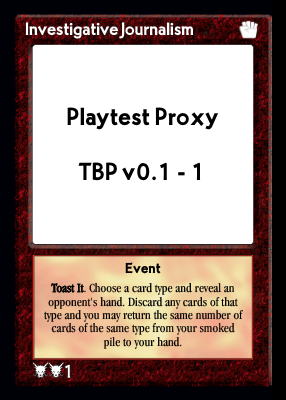 Investigative Journalism
Playtest Proxy
TBP v0.1 - 1
Event
Toast It. Choose a card type and reveal an
opponent's hand. Discard any cards of that
type and you may return the same number of
cards of the same type from your smoked
pile to your hand.
1